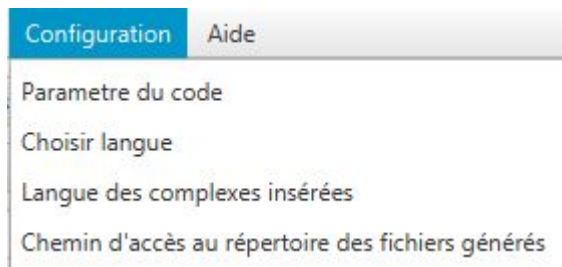 Configuration Aide
Parametre du code
Choisir langue
Langue des complexes insérées
Chemin d'accès au répertoire des fichiers générés